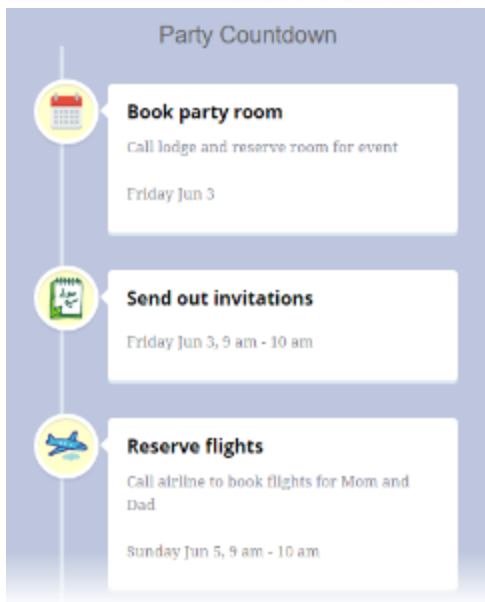 Party Countdown
Book party room
Call lodge and reserve room for event
Friday Jun 3
Send out invitations
Friday Jun 3, 9 am - 10 am
Reserve flights
Call airline to book flights for Mom and
Dad
Sunday Jun 5, 9 am - 10 am